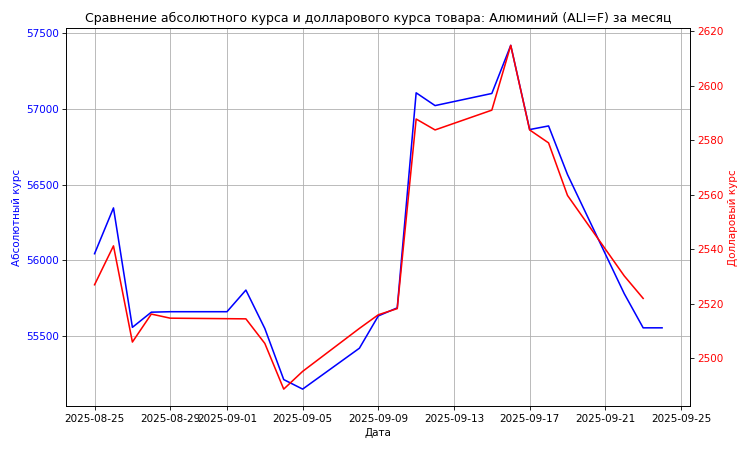 Сравнение абсолютного курса и долларового курса товара: Алюминий (ALI=F) за месяц
57500
57000
56500
56000
55500
Абсолютный курс
2620
2600
2580
2560
2540
2520
2500
Долларовый курс
2025-08-25 2025-08-29 2025-09-01 2025-09-05 2025-09-09 2025-09-13 2025-09-17 2025-09-21 2025-09-25
Дата